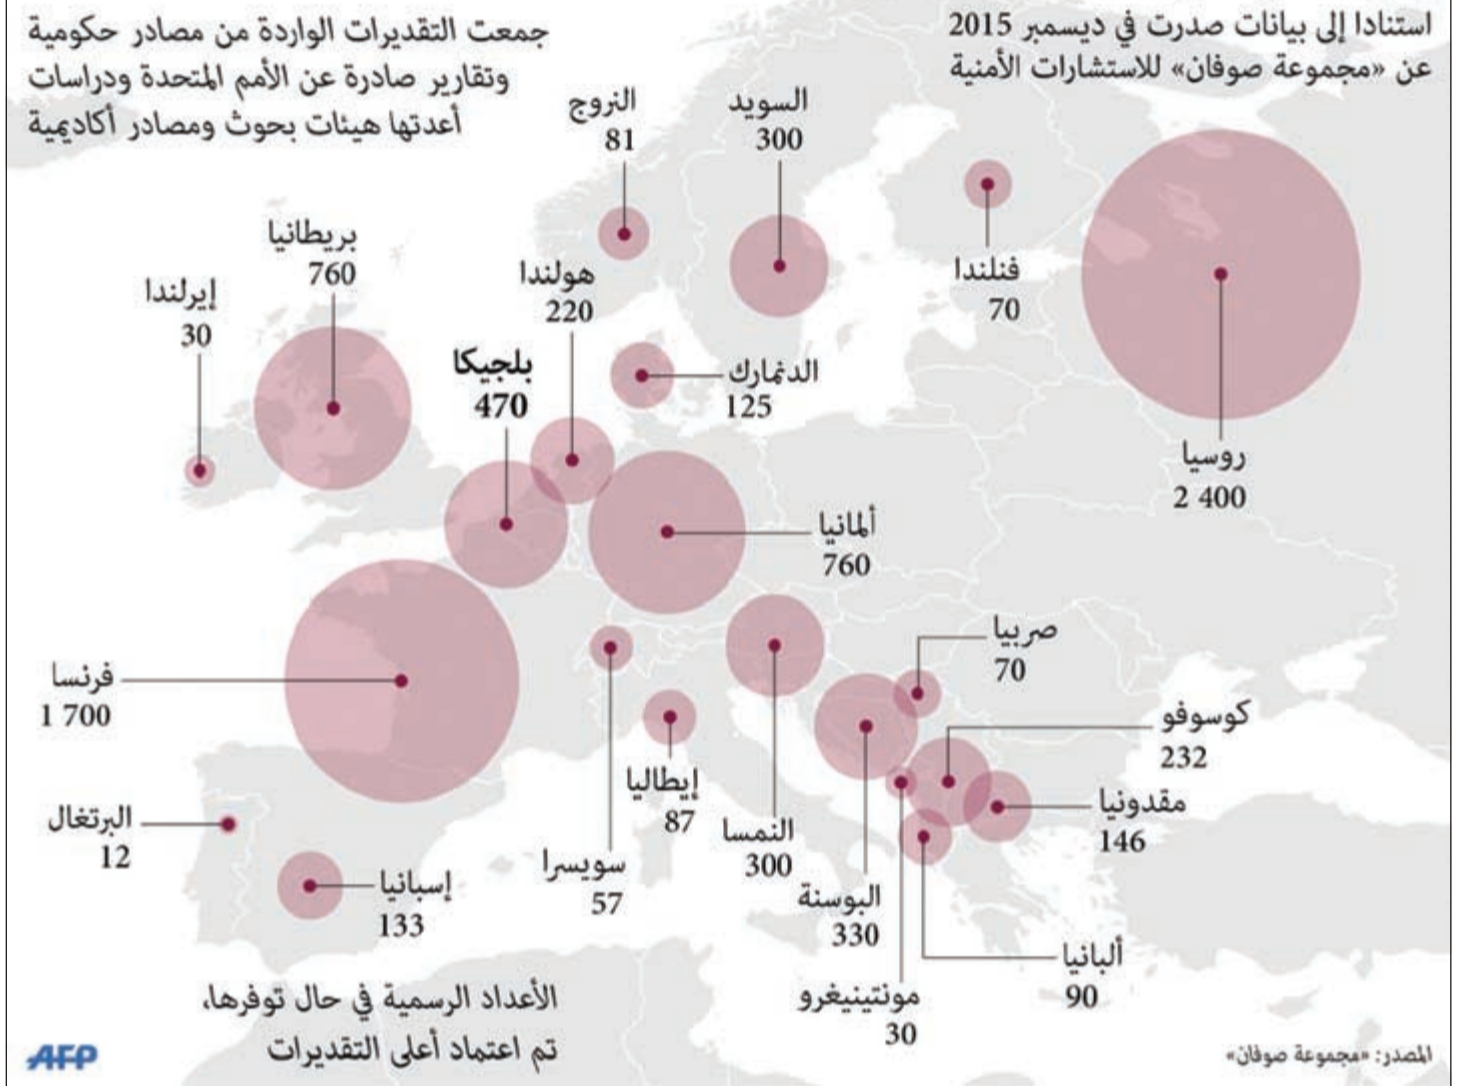 استنادا إلى بيانات صدرت في ديسمبر 2015
عن «مجموعة صوفان» للاستشارات الأمنية
جمعت التقديرات الواردة من مصادر حكومية
وتقارير صادرة عن الأمم المتحدة ودراسات
أعدتها هيئات بحوث ومصادر أكاديمية
السويد
300
النروج
81
فنلندا
70
بريطانيا
760
هولندا
220
إيرلندا
30
بلجيكا
470
الدنمارك
125
روسيا
2 400
ألمانيا
760
صربيا
70
فرنسا
1 700
كوسوفو
232
مقدونيا
146
إيطاليا
87
النمسا
300
البرتغال
12
سويسرا
57
إسبانيا
133
البوسنة
330
ألبانيا
90
مونتينيغرو
30
الأعداد الرسمية في حال توفرها،
تم اعتماد أعلى التقديرات
المصدر: «مجموعة صوفان»
AFP